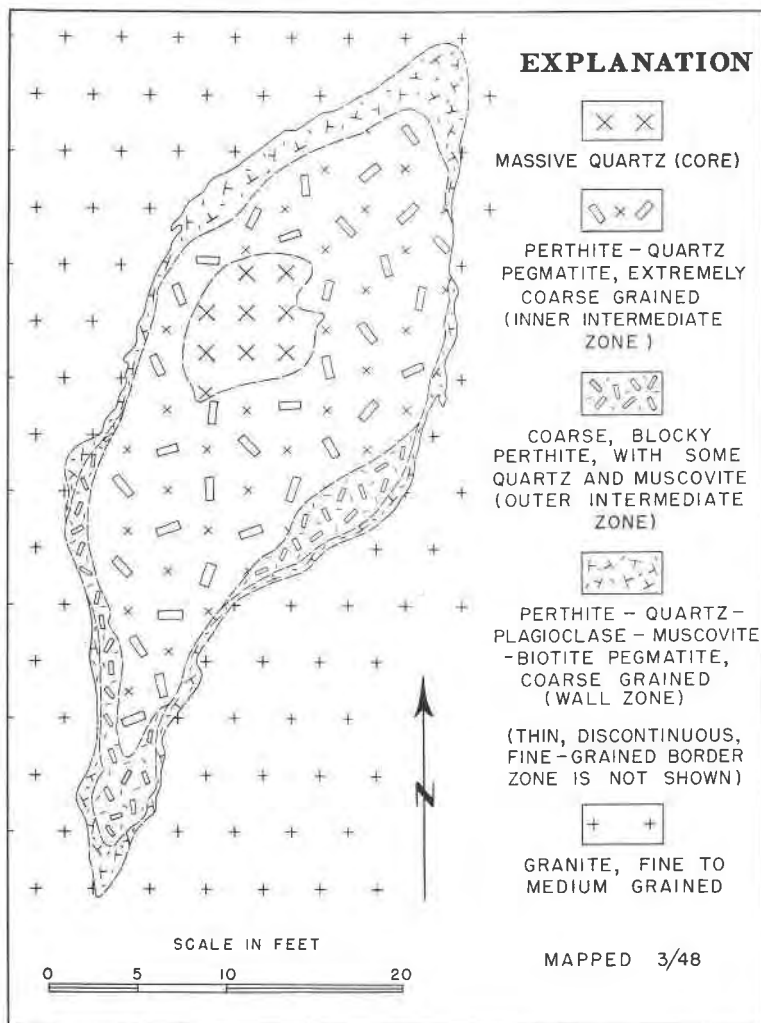 EXPLANATION
MASSIVE QUARTZ (CORE)
PERTHITE - QUARTZ
PEGMATITE, EXTREMELY
COARSE GRAINED
(INNER INTERMEDIATE
ZONE)
COARSE, BLOCKY
PERTHITE, WITH SOME
QUARTZ AND MUSCOVITE
(OUTER INTERMEDIATE
ZONE)
PERTHITE - QUARTZ-
PLAGIOCLASE - MUSCOVITE
-BIOTITE PEGMATITE,
COARSE GRAINED
(WALL ZONE)
(THIN, DISCONTINUOUS,
FINE-GRAINED BORDER
ZONE IS NOT SHOWN)
GRANITE, FINE TO
MEDIUM GRAINED
N
SCALE IN FEET
0 5 10 20
MAPPED 3/48